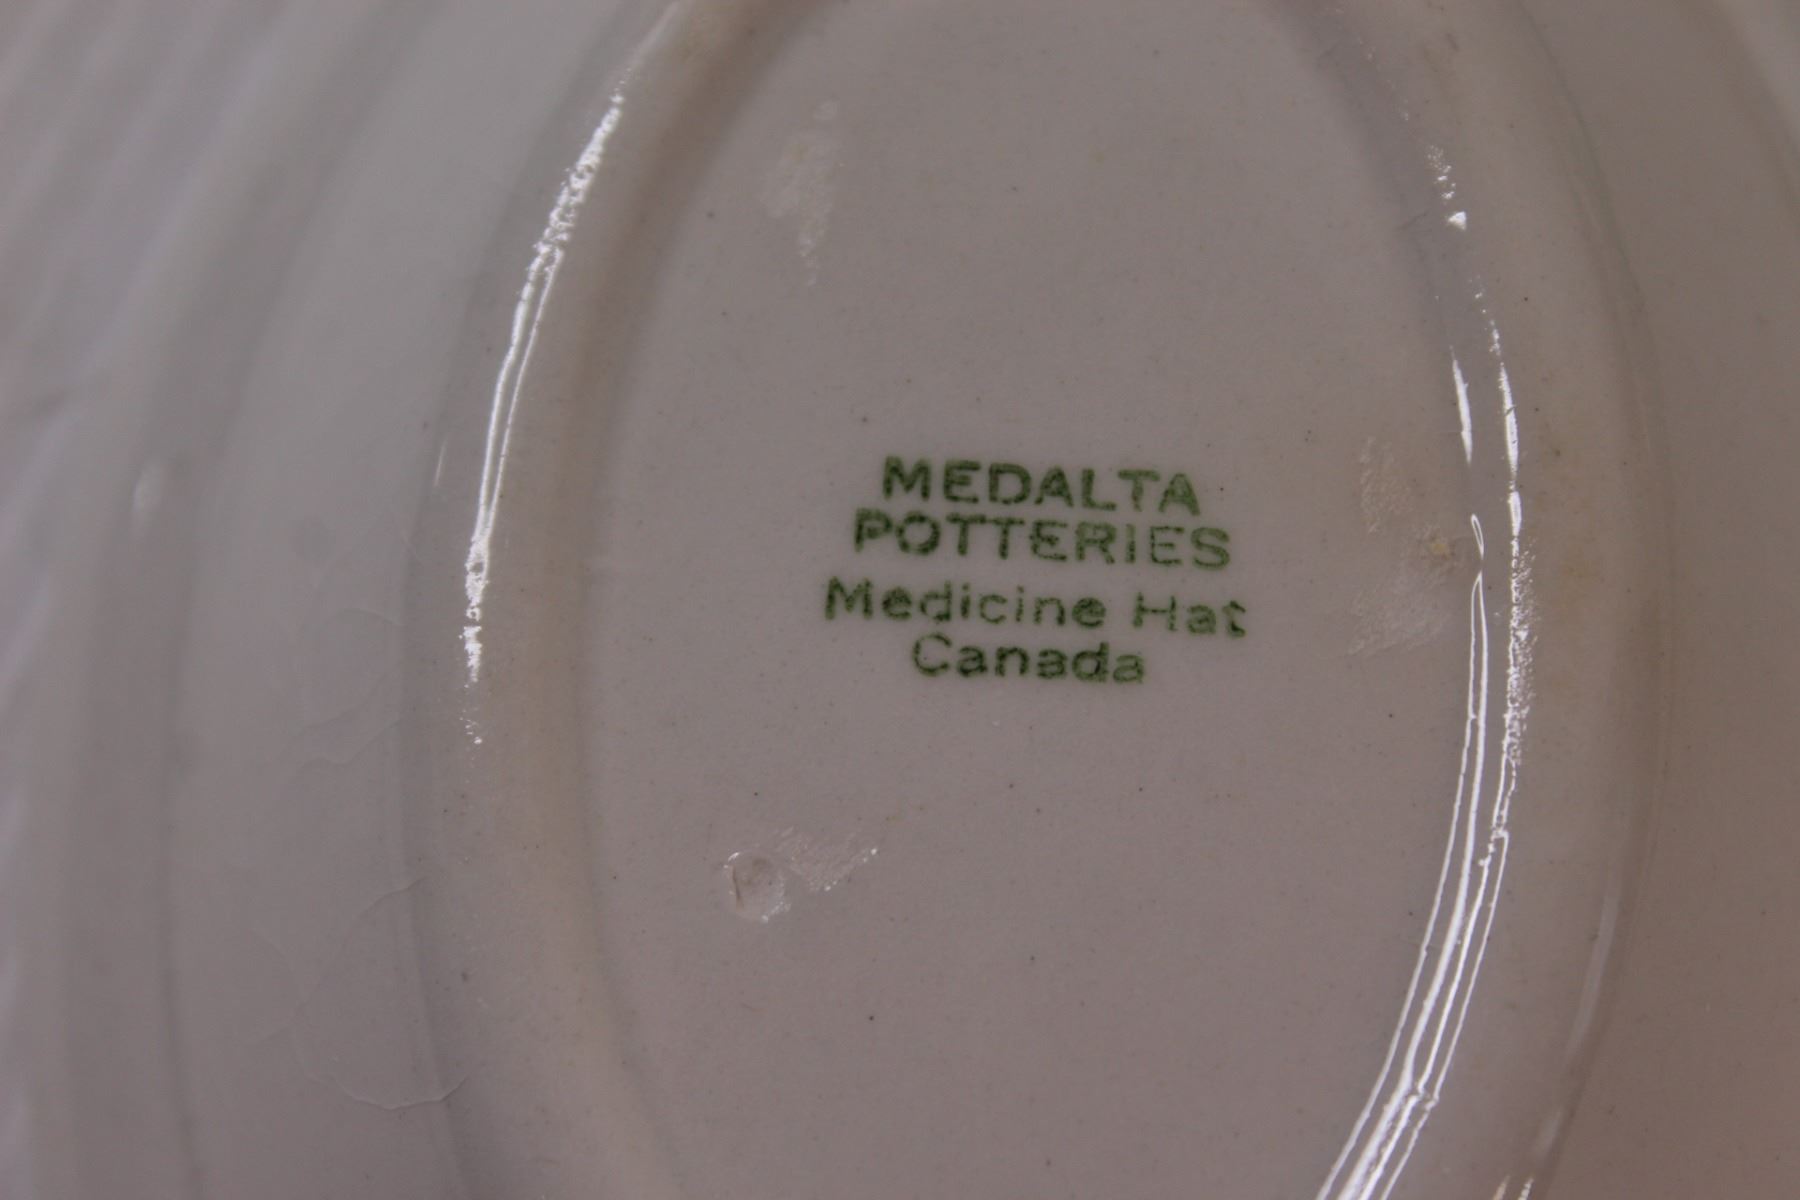 MEDALTA
POTTERIES
Medicine Hat
Canada